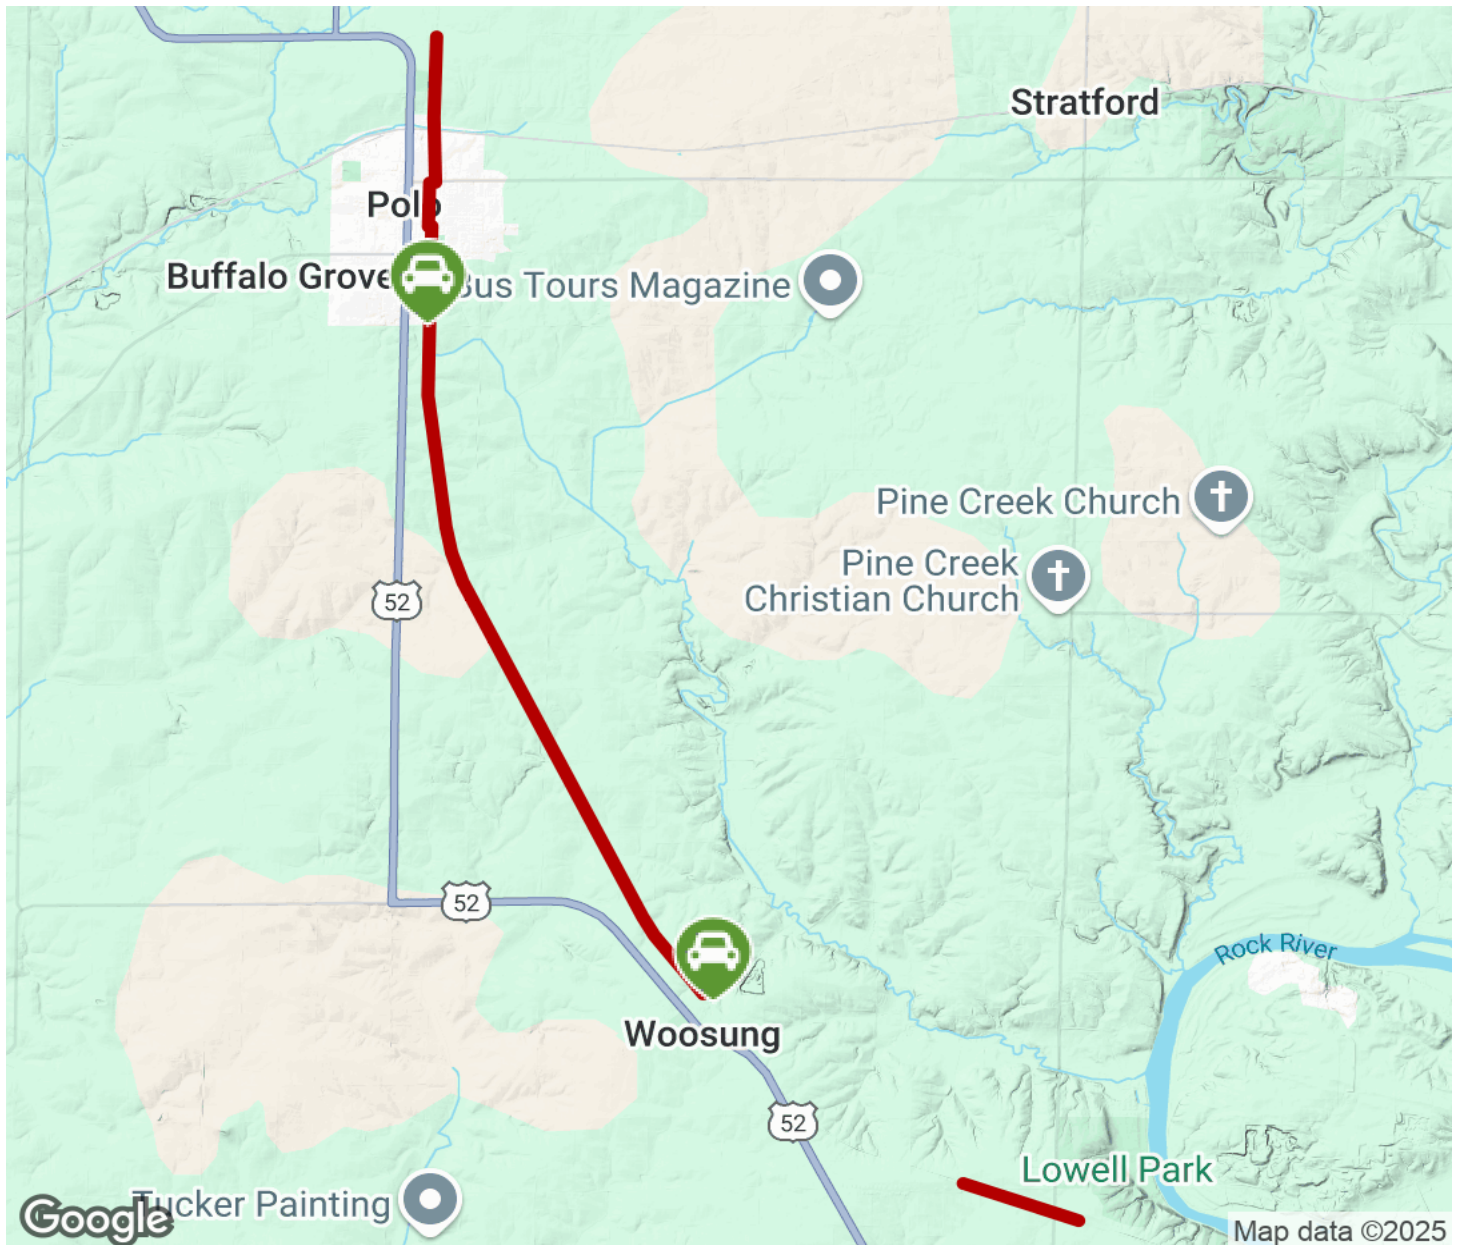 Stratford
Polo
Buffalo Grove
Bus Tours Magazine
Pine Creek Church
Pine Creek
Christian Church
52
52
Rock River
Woosung
52
Lowell Park
Tucker Painting
Google
Map data ©2025